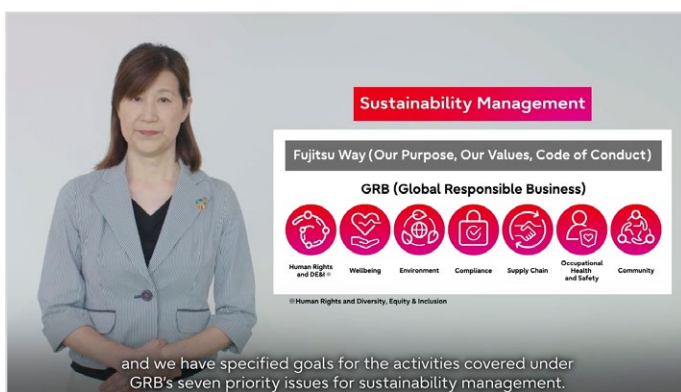 Sustainability Management
Fujitsu Way (Our Purpose, Our Values, Code of Conduct)
GRB (Global Responsible Business)
Human Rights
and DE&I ※
Wellbeing
Environment
Compliance
Supply Chain
Occupational
Health
and Safety
Community
※Human Rights and Diversity, Equity & Inclusion
and we have specified goals for the activities covered under
GRB's seven priority issues for sustainability management.